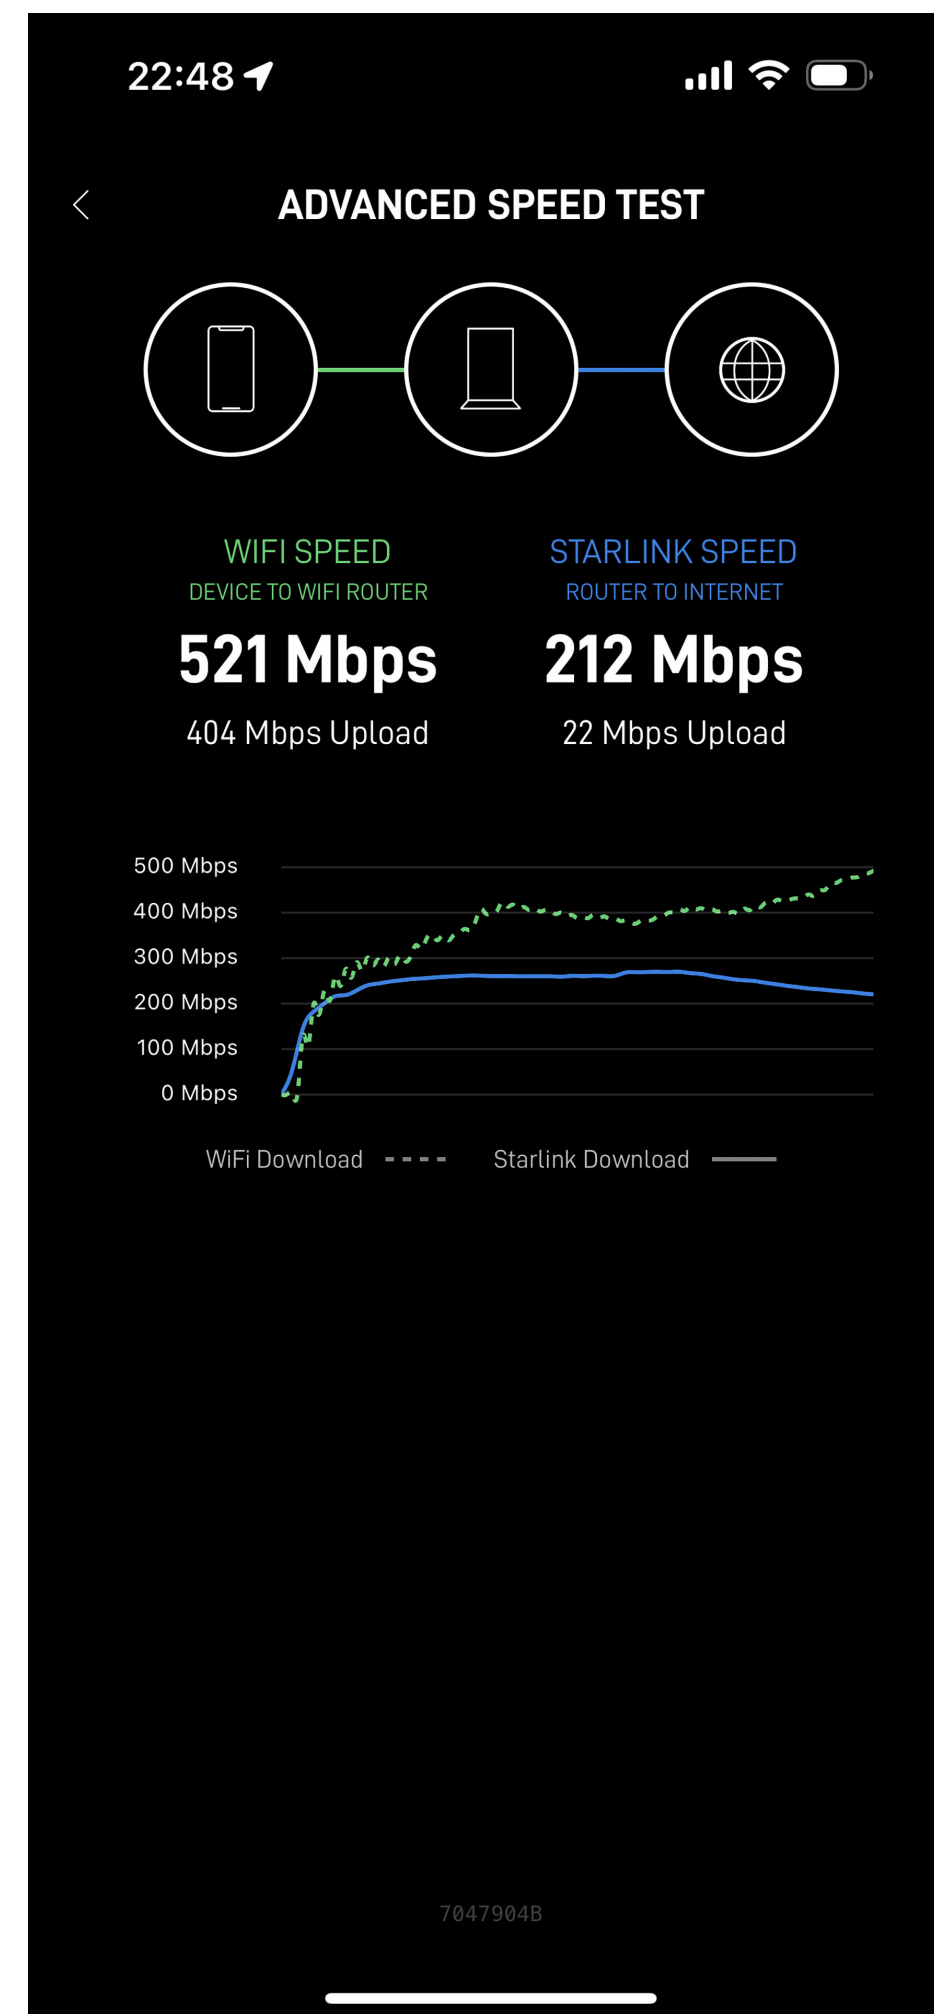 22:48
ADVANCED SPEED TEST
WIFI SPEED
DEVICE TO WIFI ROUTER
521 Mbps
404 Mbps Upload
STARLINK SPEED
ROUTER TO INTERNET
212 Mbps
22 Mbps Upload
500 Mbps
400 Mbps
300 Mbps
200 Mbps
100 Mbps
0 Mbps
WiFi Download
Starlink Download
7047904B